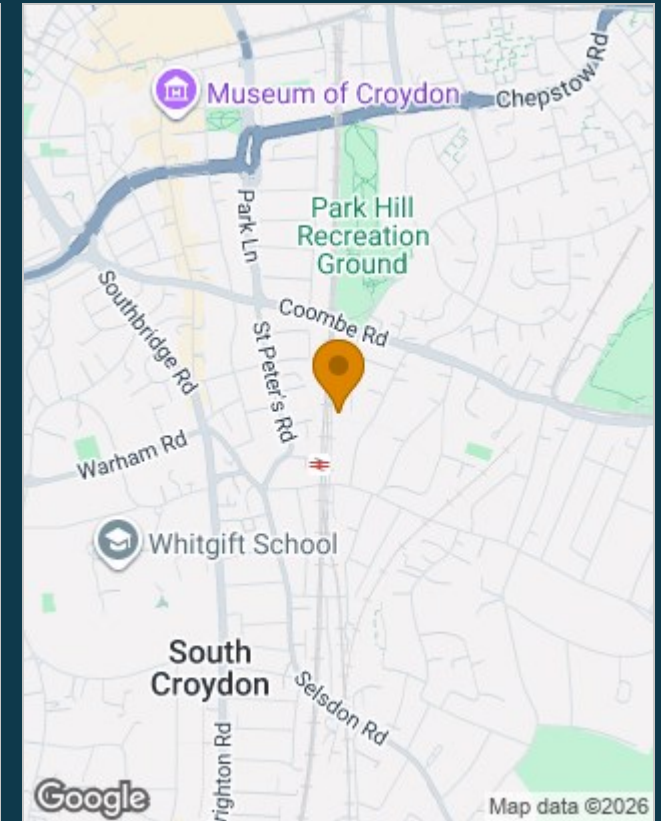 Museum of Croydon
Chepstow Rd
Park Ln
Park Hill
Recreation
Ground
Coombe Rd
Southbridge Rd
St Peter's Rd
Warham Rd
Whitgift School
South
Croydon
Selsdon Rd
righton Rd
Google
Map data ©2026